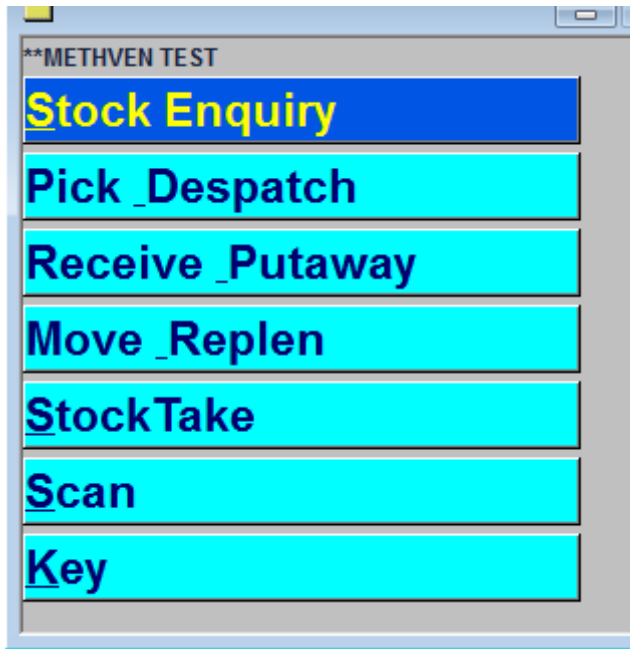 **METHVEN TEST
Stock Enquiry
Pick _Despatch
Receive _Putaway
Move _Replen
StockTake
Scan
Key